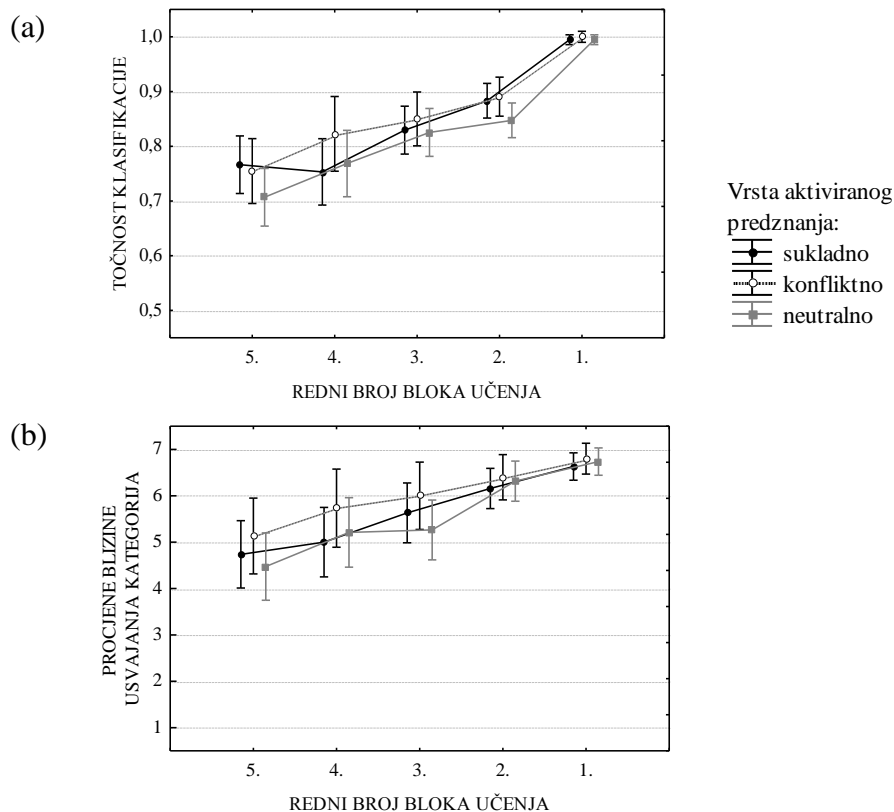 (a)
TOČNOST KLASIFIKACIJE
1,0
0,9
0,8
0,7
0,6
0,5
5. 4. 3. 2. 1.
REDNI BROJ BLOKA UČENJA
Vrsta aktiviranog
predznanja:
sukladno
konfliktno
neutralno
(b)
PROCJENE BLIZINE
USVAJANJA KATEGORIJA
7
6
5
4
3
2
1
5. 4. 3. 2. 1.
REDNI BROJ BLOKA UČENJA